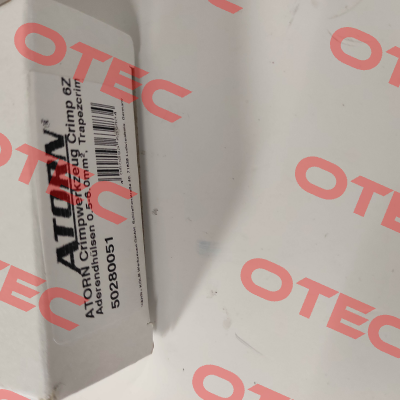 ATORN®
ATORN Crimpwerkzeug Crimp 6Z
Aderendhülsen 0.5-6.0mm², Trapezcrim
50280051
OTEC
OTEC
OTEC
OTEC
OTEC
OTEC